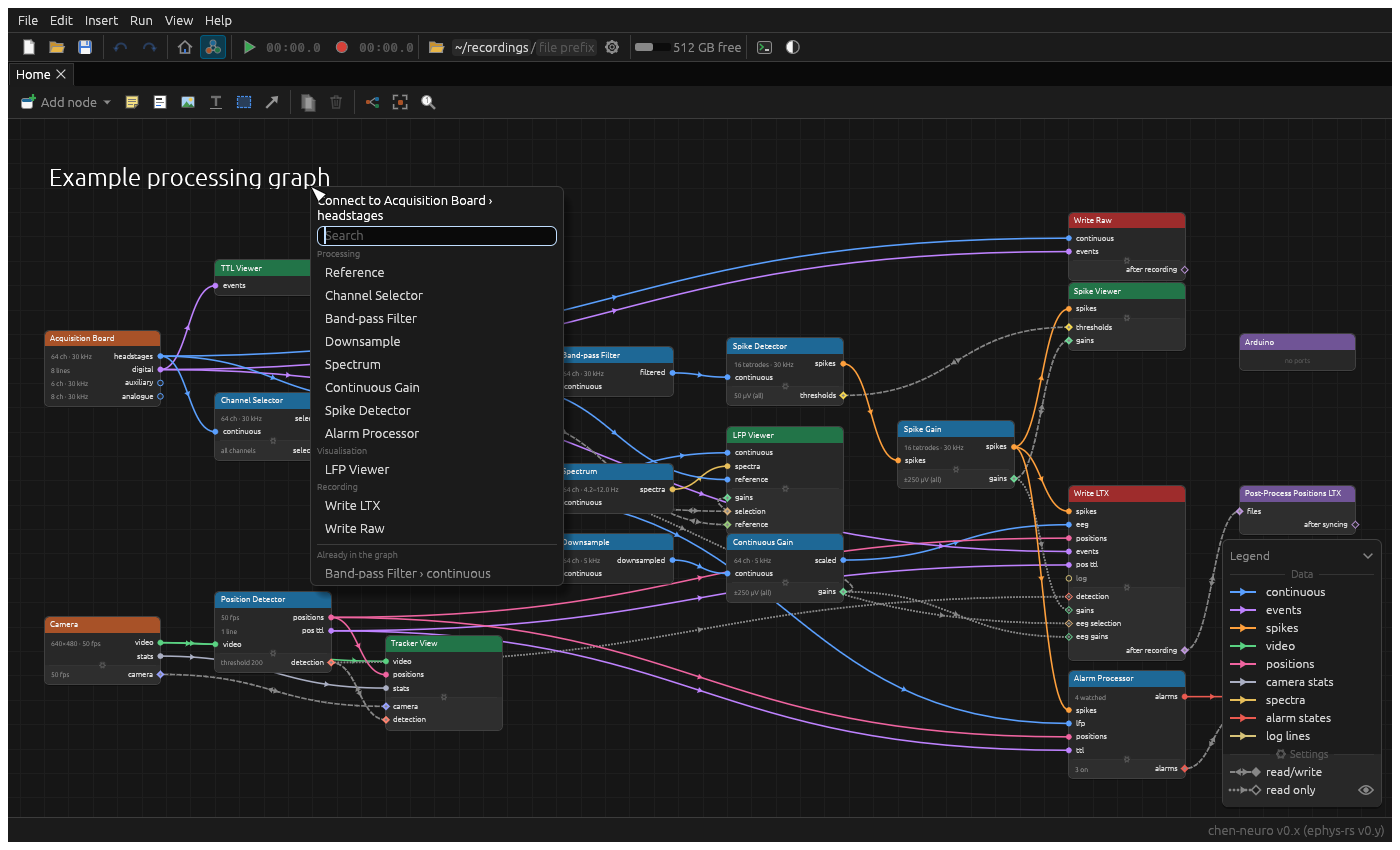 File Edit Insert Run View Help
00:00.0 00:00.0 ~/recordings/ file prefix 512 GB free
Home
Add node
Example processing graph
Connect to Acquisition Board ›
headstages
Search
Processing
Reference
Channel Selector
Band-pass Filter
Downsample
Spectrum
Continuous Gain
Spike Detector
Alarm Processor
Visualisation
LFP Viewer
Recording
Write LTX
Write Raw
Already in the graph
Band-pass Filter › continuous
TTL Viewer
events
Acquisition Board
64 ch · 30 kHz headstages
8 lines digital
6 ch · 30 kHz auxiliary
8 ch · 30 kHz analogue
Channel Selector
64 ch · 30 kHz
continuous
all channels
Camera
640×480 · 50 fps video
stats
50 fps camera
Position Detector
50 fps positions
1 line pos ttl
video
threshold 200 detection
Tracker View
video
positions
stats
camera
detection
Band-pass Filter
64 ch · 30 kHz filtered
continuous
Spectrum
64 ch · 4.2–12.0 Hz spectra
continuous
Downsample
64 ch · 5 kHz downsampled
continuous
Spike Detector
16 tetrodes · 30 kHz spikes
continuous
50 µV (all) thresholds
LFP Viewer
continuous
spectra
reference
gains
selection
reference
Continuous Gain
64 ch · 5 kHz scaled
continuous
±250 µV (all) gains
Spike Gain
16 tetrodes · 30 kHz spikes
spikes
±250 µV (all) gains
Write Raw
continuous
events
after recording
Spike Viewer
spikes
thresholds
gains
Write LTX
spikes
eeg
positions
events
pos ttl
log
detection
gains
eeg selection
eeg gains
after recording
Alarm Processor
4 watched alarms
spikes
lfp
positions
ttl
3 on alarms
Arduino
no ports
Post-Process Positions LTX
files
after syncing
Legend
Data
continuous
events
spikes
video
positions
camera stats
spectra
alarm states
log lines
Settings
read/write
read only
chen-neuro v0.x (ephys-rs v0.y)